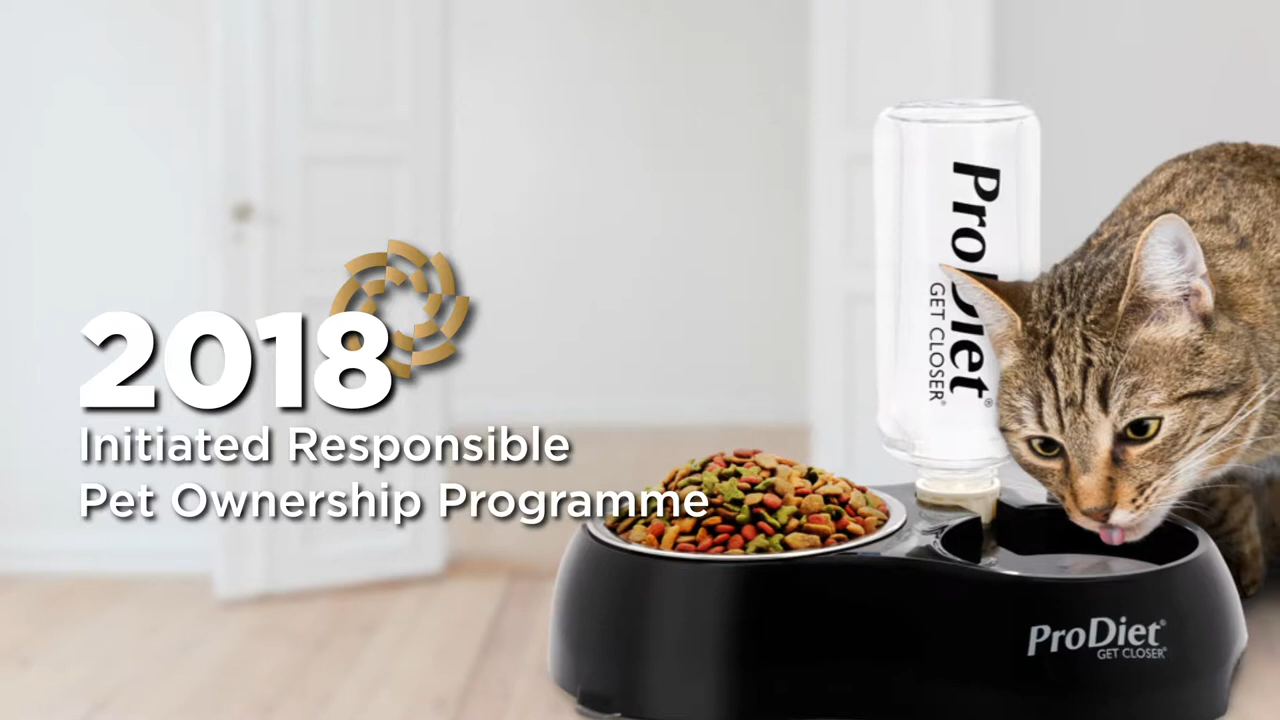 2018
Initiated Responsible
Pet Ownership Programme
ProDiet®
GET CLOSER®
ProDiet®
GET CLOSER®